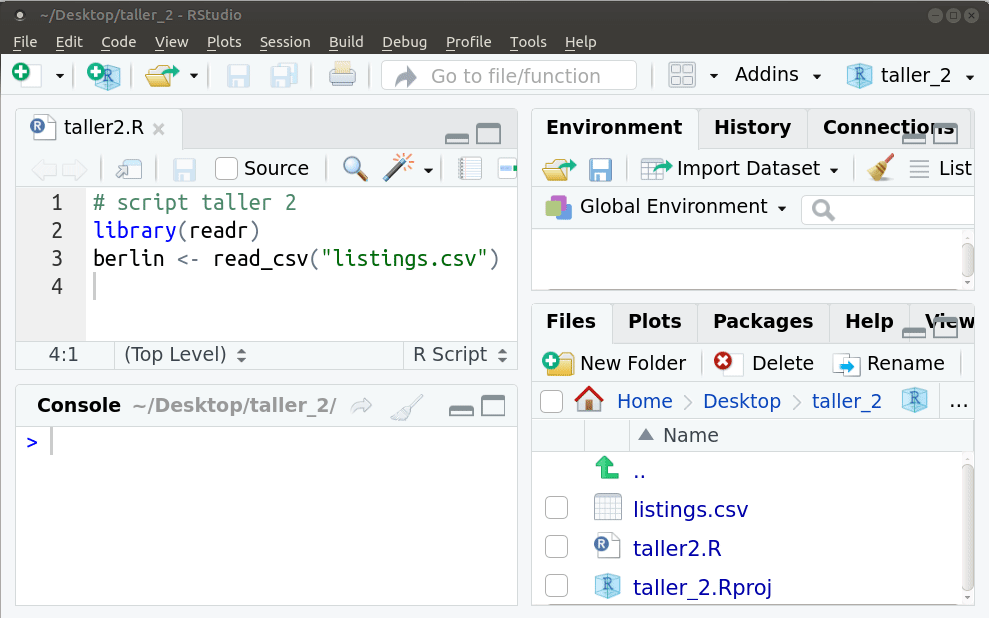 ~/Desktop/taller_2 - RStudio
File Edit Code View Plots Session Build Debug Profile Tools Help
Go to file/function Addins taller_2
taller2.R
Source
1 # script taller 2
2 library(readr)
3 berlin <- read_csv("listings.csv")
4
4:1 (Top Level) R Script
Console ~/Desktop/taller_2/
>
Environment History Connections
Import Dataset List
Global Environment
Files Plots Packages Help View
New Folder Delete Rename
Home Desktop taller_2 R ...
Name
..
listings.csv
taller2.R
taller_2.Rproj